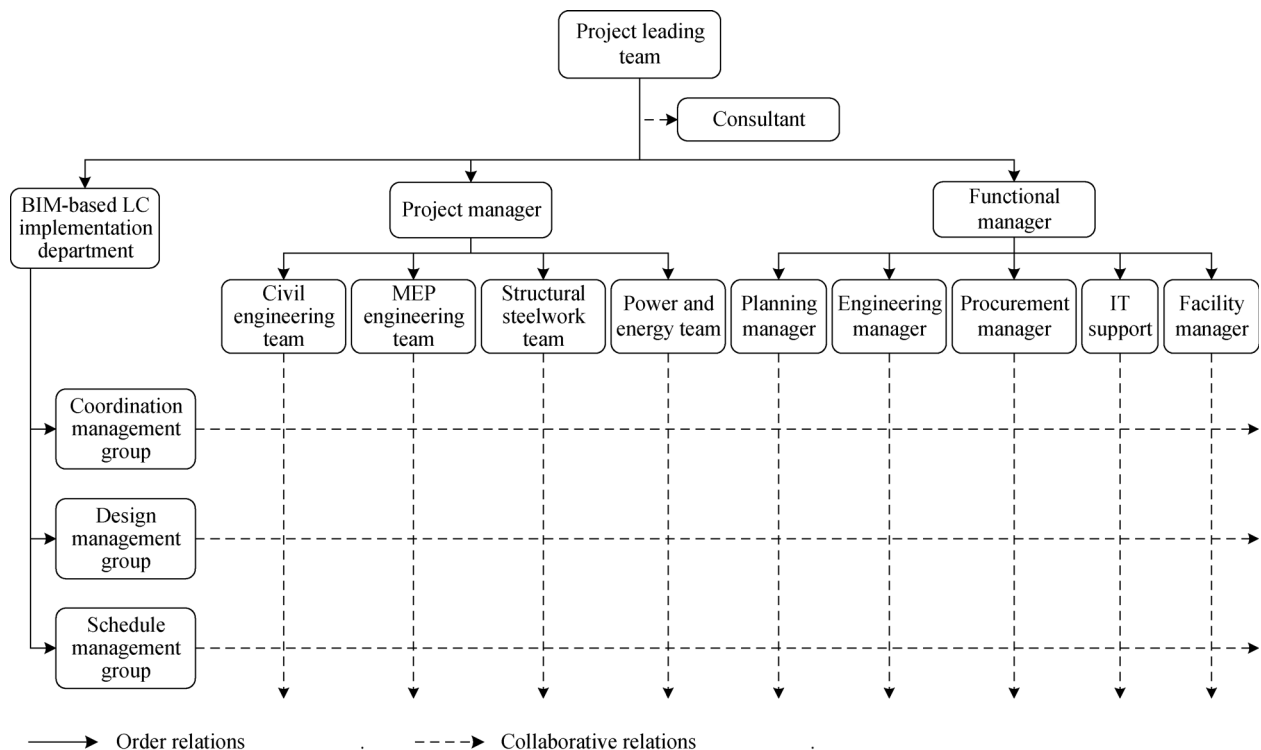 Project leading
team
Consultant
BIM-based LC
implementation
department
Project manager
Functional
manager
Civil
engineering
team
MEP
engineering
team
Structural
steelwork
team
Power and
energy team
Planning
manager
Engineering
manager
Procurement
manager
IT
support
Facility
manager
Coordination
management
group
Design
management
group
Schedule
management
group
Order relations
.
Collaborative relations
.